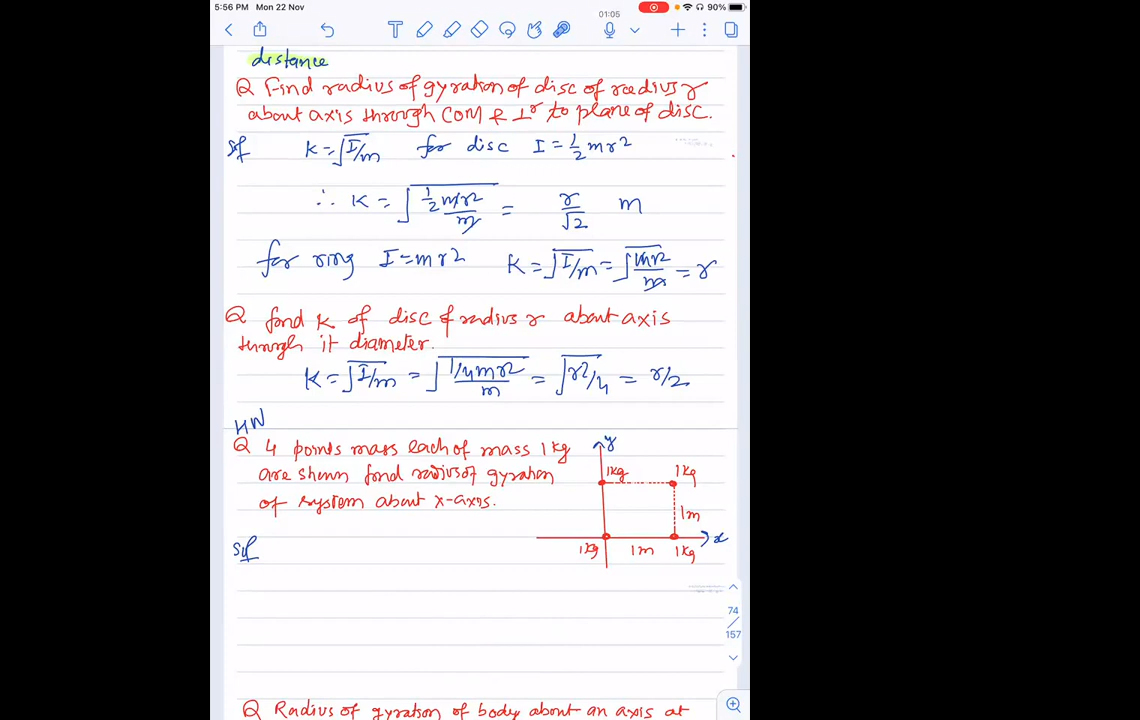 5:56 PM Mon 22 Nov
90%
01:05
distance
Q Find radius of gyration of disc of radius r
about axis through COM & ⊥r to plane of disc.
Sol K = √I/m for disc I = 1/2 mr2
∴ K = √(1/2 mr2 / m) = r/√2 m
for ring I = mr2 K = √I/m = √(mr2/m) = r
Q find K of disc of radius r about axis
through it diameter.
K = √I/m = √(1/4 mr2 / m) = √r2/4 = r/2
HW
Q 4 points mass each of mass 1kg
are shown find radius of gyration
of system about x-axis.
y
1kg 1kg
1m
x
1kg 1m 1kg
Sol
74
/
157
Q Radius of gyration of body about an axis at